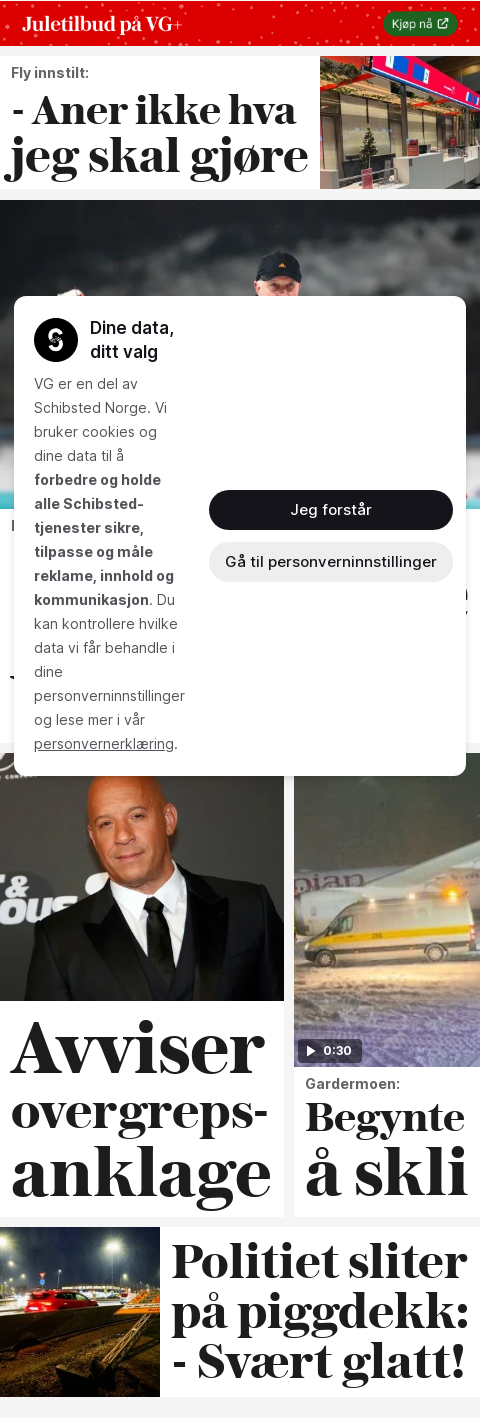 Juletilbud på VG+
Kjøp nå
Fly innstilt:
- Aner ikke hva
jeg skal gjøre
Dine data,
ditt valg
VG er en del av
Schibsted Norge. Vi
bruker cookies og
dine data til å
forbedre og holde
alle Schibsted-
tjenester sikre,
tilpasse og måle
reklame, innhold og
kommunikasjon. Du
kan kontrollere hvilke
data vi får behandle i
dine
personverninnstillinger
og lese mer i vår
personvernerklæring.
Jeg forstår
Gå til personverninnstillinger
0:30
Avviser
overgreps-
anklage
Gardermoen:
Begynte
å skli
Politiet sliter
på piggdekk:
- Svært glatt!